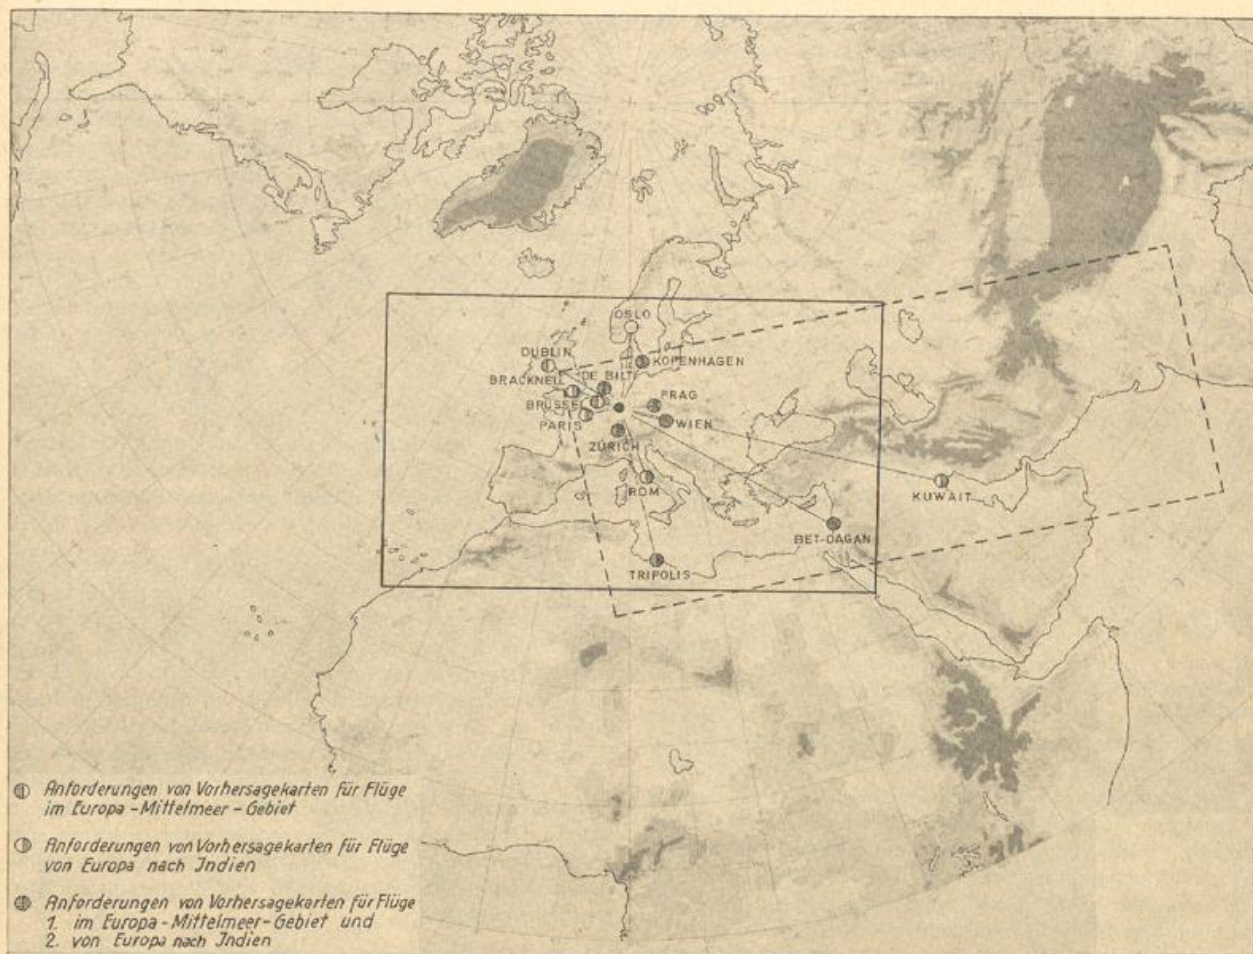 OSLO
DUBLIN
KOPENHAGEN
BRACKNELL
DE BILT
BRÜSSEL
PRAG
PARIS
WIEN
ZÜRICH
ROM
KUWAIT
BET-DAGAN
TRIPOLIS
Anforderungen von Vorhersagekarten für Flüge
im Europa-Mittelmeer-Gebiet
Anforderungen von Vorhersagekarten für Flüge
von Europa nach Indien
Anforderungen von Vorhersagekarten für Flüge
1. im Europa-Mittelmeer-Gebiet und
2. von Europa nach Indien